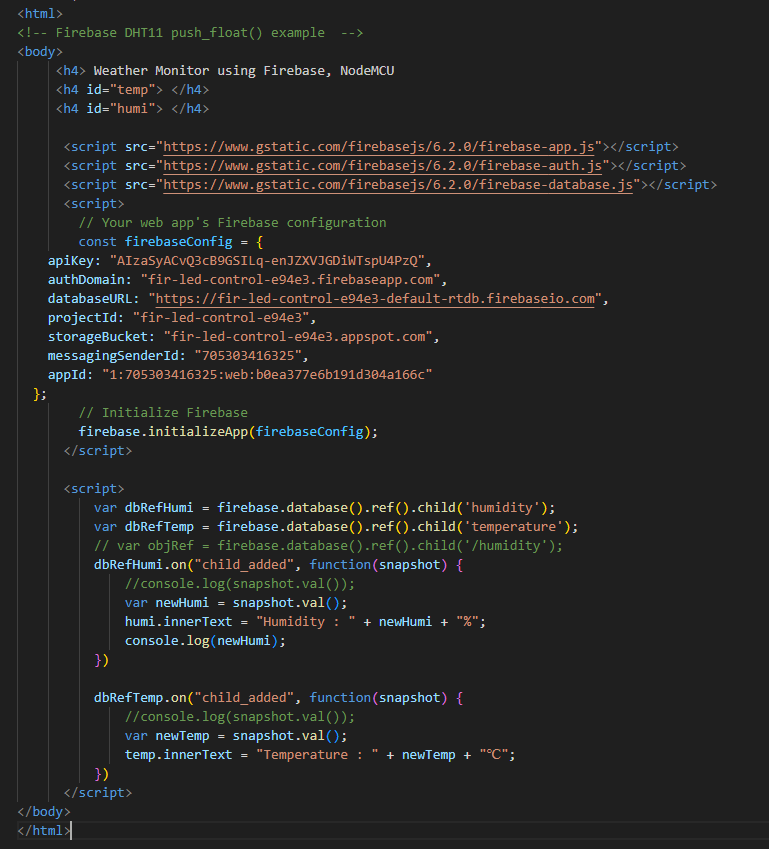 <html>
<!-- Firebase DHT11 push_float() example  -->
<body>
<h4> Weather Monitor using Firebase, NodeMCU
<h4 id="temp"> </h4>
<h4 id="humi"> </h4>
<script src="https://www.gstatic.com/firebasejs/6.2.0/firebase-app.js"></script>
<script src="https://www.gstatic.com/firebasejs/6.2.0/firebase-auth.js"></script>
<script src="https://www.gstatic.com/firebasejs/6.2.0/firebase-database.js"></script>
<script>
// Your web app's Firebase configuration
const firebaseConfig = {
apiKey: "AIzaSyACvQ3cB9GSILq-enJZXVJGDiWTspU4PzQ",
authDomain: "fir-led-control-e94e3.firebaseapp.com",
databaseURL: "https://fir-led-control-e94e3-default-rtdb.firebaseio.com",
projectId: "fir-led-control-e94e3",
storageBucket: "fir-led-control-e94e3.appspot.com",
messagingSenderId: "705303416325",
appId: "1:705303416325:web:b0ea377e6b191d304a166c"
};
// Initialize Firebase
firebase.initializeApp(firebaseConfig);
</script>
<script>
var dbRefHumi = firebase.database().ref().child('humidity');
var dbRefTemp = firebase.database().ref().child('temperature');
// var objRef = firebase.database().ref().child('/humidity');
dbRefHumi.on("child_added", function(snapshot) {
//console.log(snapshot.val());
var newHumi = snapshot.val();
humi.innerText = "Humidity : " + newHumi + "%";
console.log(newHumi);
})
dbRefTemp.on("child_added", function(snapshot) {
//console.log(snapshot.val());
var newTemp = snapshot.val();
temp.innerText = "Temperature : " + newTemp + "℃";
})
</script>
</body>
</html>